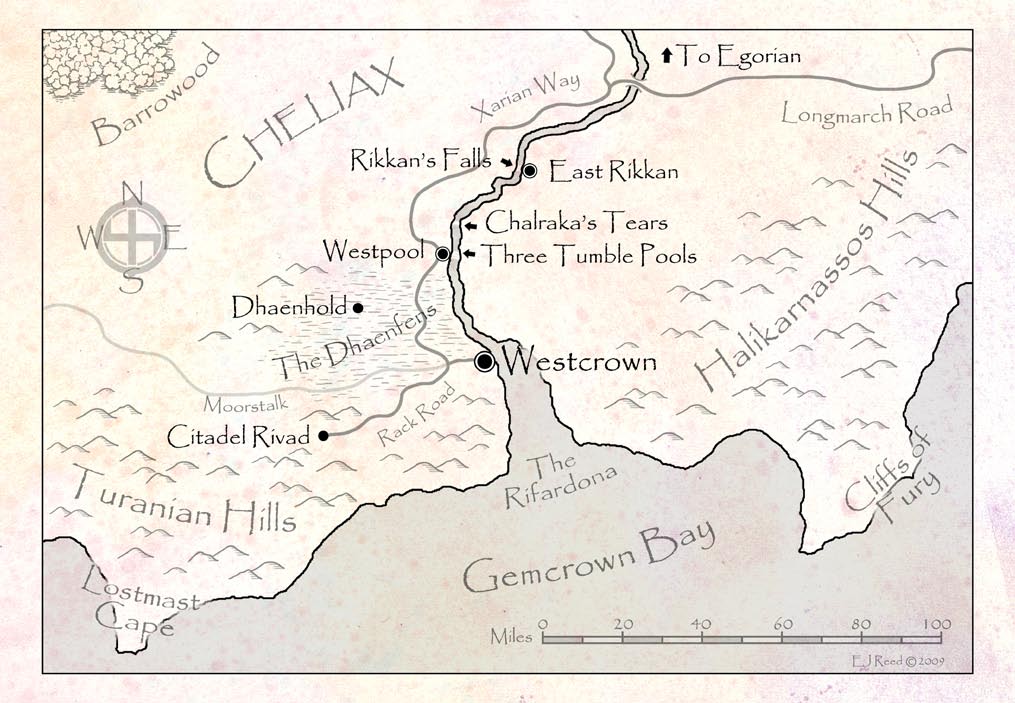 To Egorian
Barrowood
CHELIAX
Xarian Way
Longmarch Road
Rikkan's Falls
East Rikkan
N
W E
S
Chalraka's Tears
Westpool
Three Tumble Pools
Halikarnassos Hills
Dhaenhold
The Dhaenfens
Westcrown
Moorstalk
Rack Road
Citadel Rivad
The
Rifardona
Cliffs of
Fury
Turanian Hills
Gemcrown Bay
Lostmast
Cape
0 20 40 60 80 100
Miles
EJ Reed ©2009